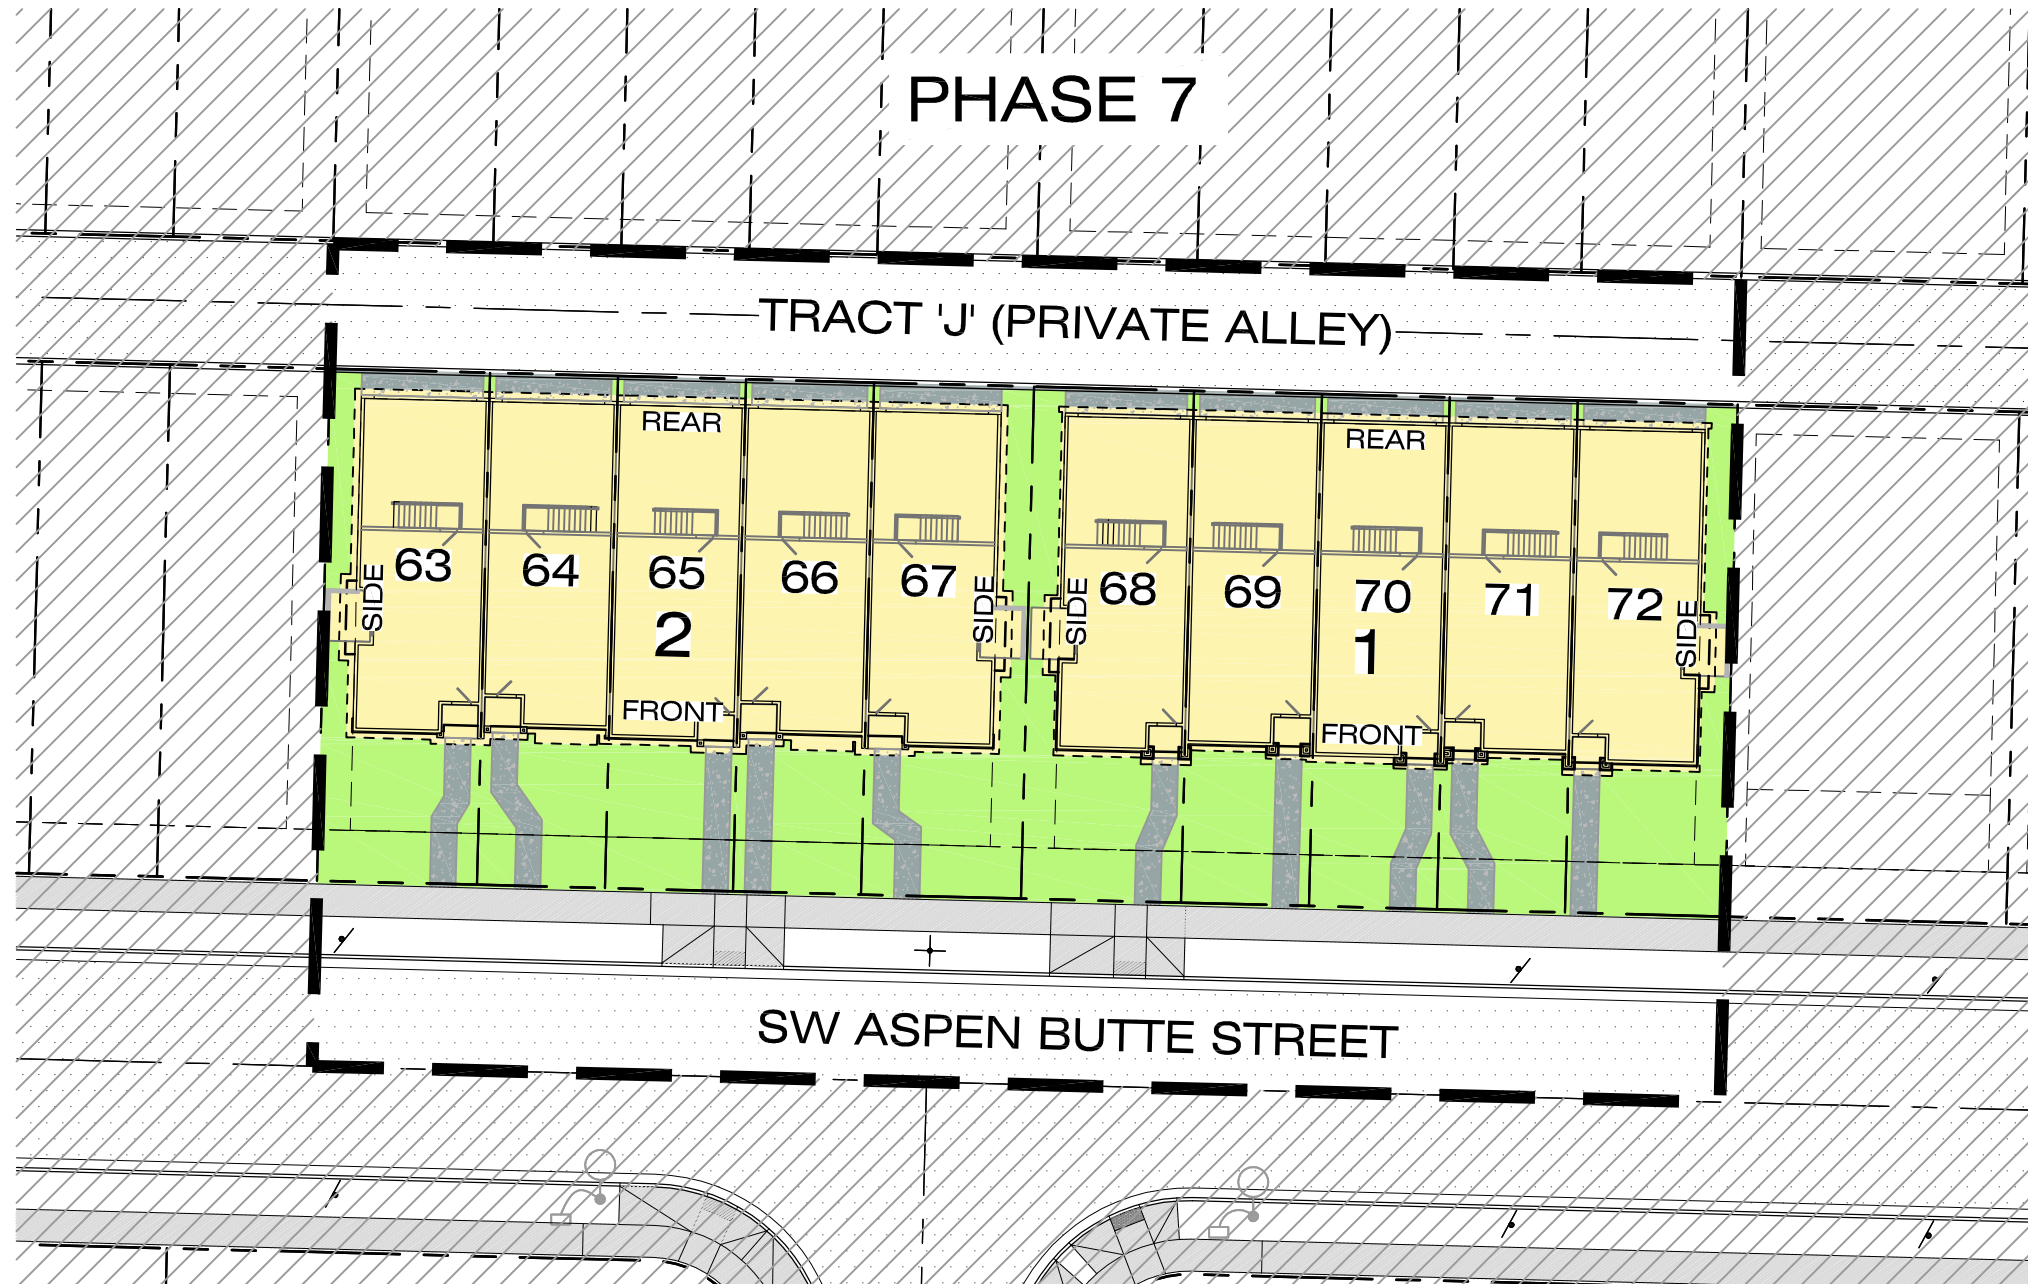 PHASE 7
TRACT 'J' (PRIVATE ALLEY)
REAR
REAR
63
64
65
66
67
68
69
70
71
72
SIDE
SIDE
SIDE
SIDE
2
1
FRONT
FRONT
SW ASPEN BUTTE STREET